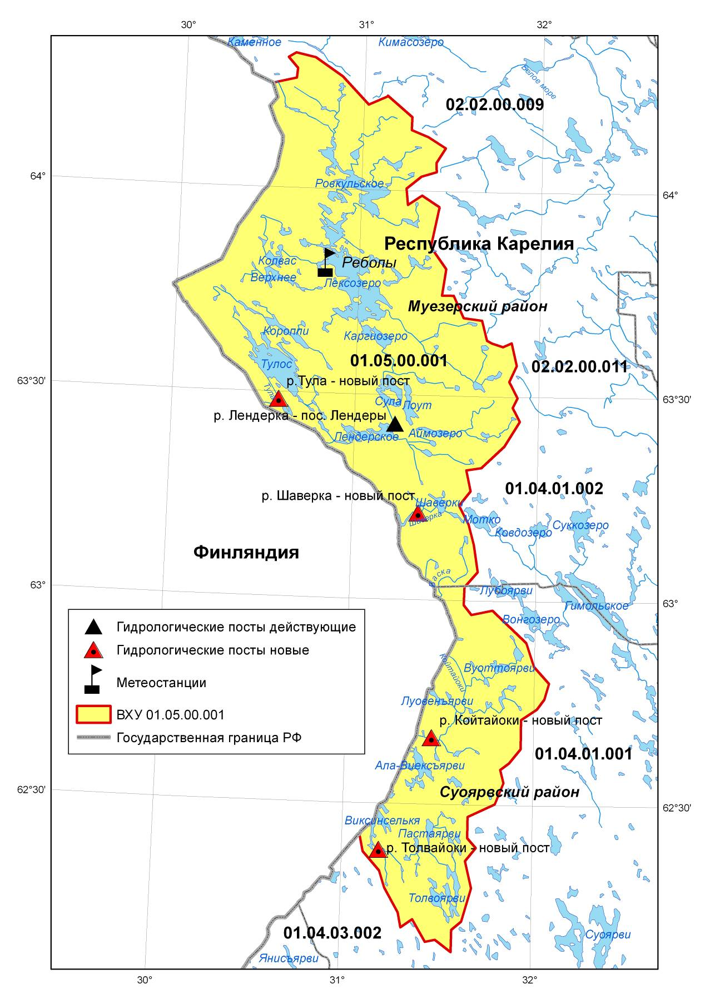 30°
31°
32°
Каменное
Кимасозеро
Белое море
02.02.00.009
64°
Ровкульское
64°
Республика Карелия
Колвас
Реболы
Верхнее
Лексозеро
Муезерский район
Короппи
Каргиозеро
01.05.00.001
Тулос
02.02.00.011
63°30'
р.Тула - новый пост
Тула
Сула
Лоут
63°30'
р. Лендерка - пос. Лендеры
Лендерское
Аймозеро
01.04.01.002
р. Шаверка - новый пост
Шаверки
Шаверка
Мотко
Суккозеро
Ковдозеро
Финляндия
Васка
63°
Лубоярви
63°
Гимольское
Вонгозеро
Гидрологические посты действующие
Гидрологические посты новые
Метеостанции
ВХУ 01.05.00.001
Государственная граница РФ
Койтайоки
Вуоттоярви
Луовенъярви
р. Койтайоки - новый пост
01.04.01.001
Ала-Виексъярви
62°30'
Суоярвский район
62°30'
Виксинселькя
Пастаярви
р. Толвайоки - новый пост
Толвоярви
01.04.03.002
Суоярви
Янисъярви
30°
31°
32°